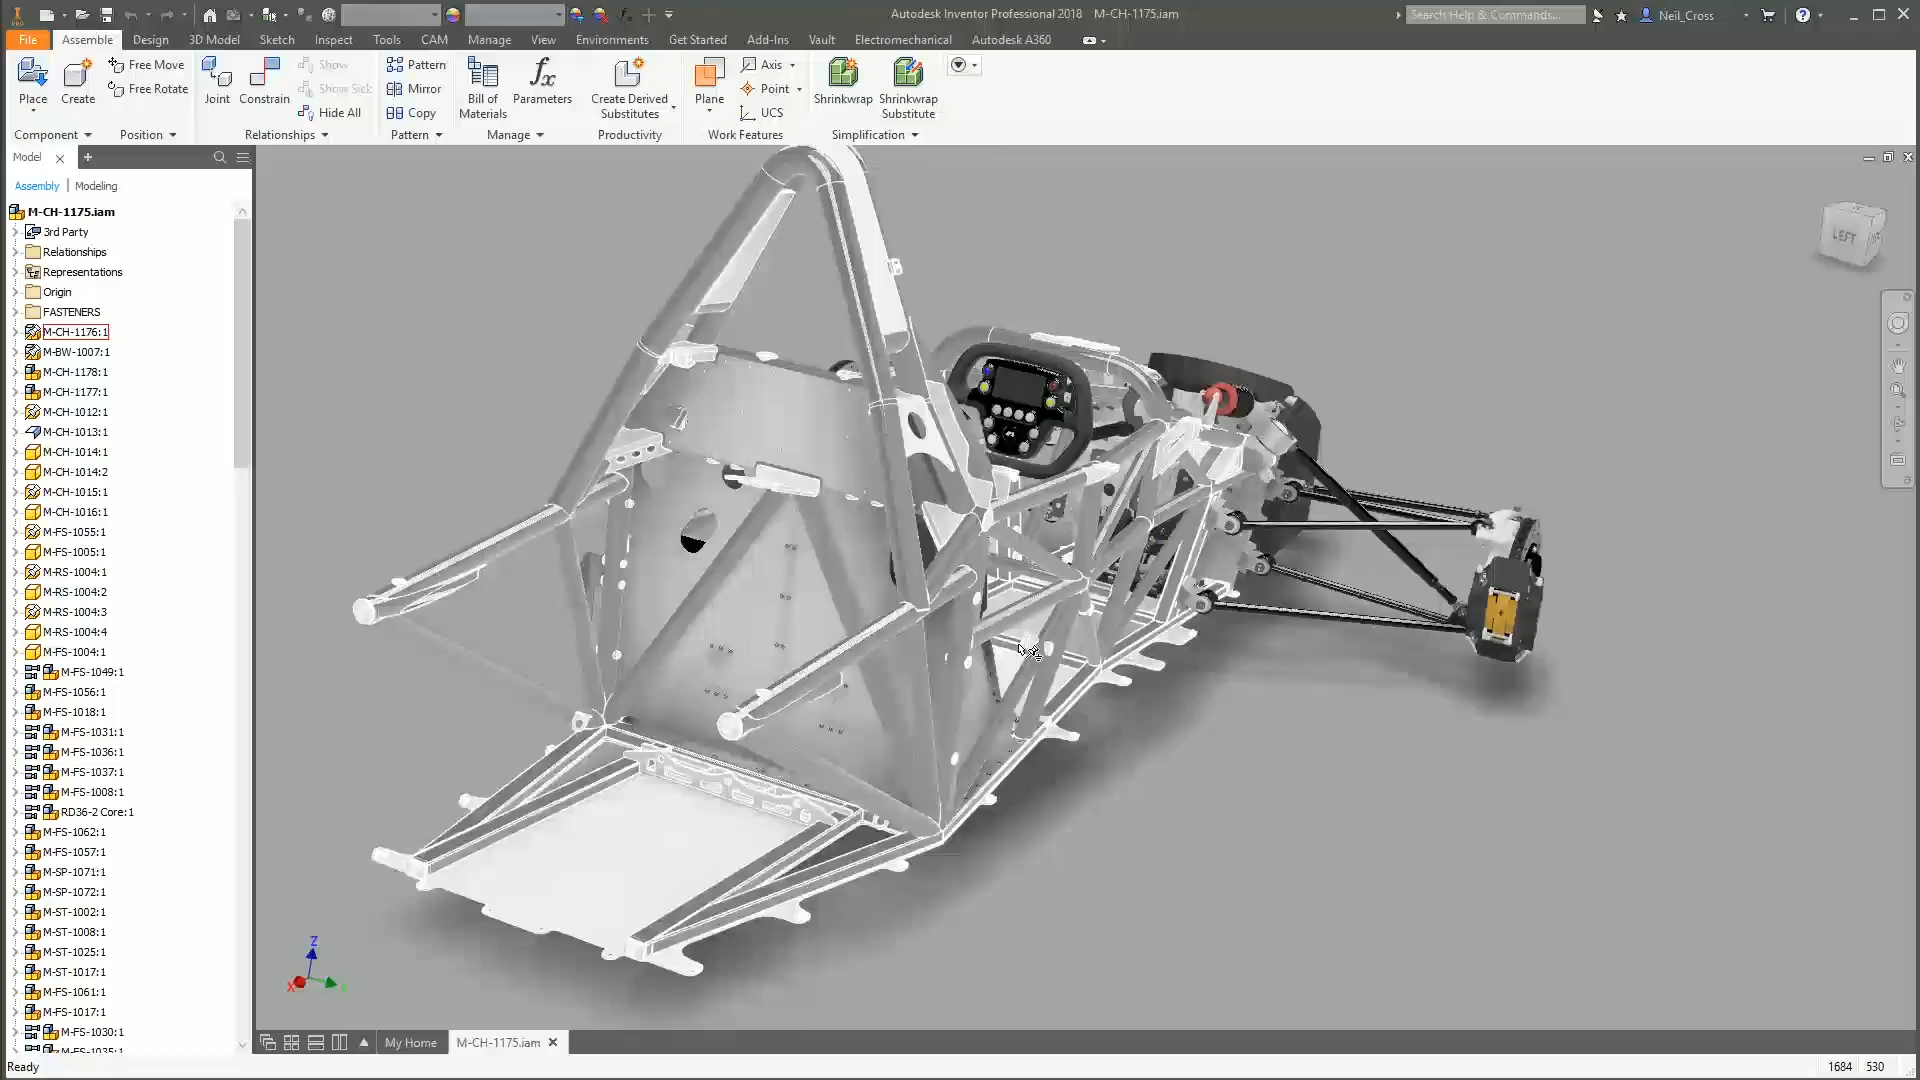 Autodesk Inventor Professional 2018 M-CH-1175.iam
Search Help & Commands...
Neil_Cross
File Assemble Design 3D Model Sketch Inspect Tools CAM Manage View Environments Get Started Add-Ins Vault Electromechanical Autodesk A360
Place
Create
Free Move
Free Rotate
Joint
Constrain
Show
Show Sick
Hide All
Pattern
Mirror
Copy
Bill of Materials
Parameters
Create Derived Substitutes
Plane
Axis
Point
UCS
Shrinkwrap
Shrinkwrap Substitute
Component Position Relationships Pattern Manage Productivity Work Features Simplification
Model
Assembly Modeling
M-CH-1175.iam
3rd Party
Relationships
Representations
Origin
FASTENERS
M-CH-1176:1
M-BW-1007:1
M-CH-1178:1
M-CH-1177:1
M-CH-1012:1
M-CH-1013:1
M-CH-1014:1
M-CH-1014:2
M-CH-1015:1
M-CH-1016:1
M-FS-1055:1
M-FS-1005:1
M-RS-1004:1
M-RS-1004:2
M-RS-1004:3
M-RS-1004:4
M-FS-1004:1
M-FS-1049:1
M-FS-1056:1
M-FS-1018:1
M-FS-1031:1
M-FS-1036:1
M-FS-1037:1
M-FS-1008:1
RD36-2 Core:1
M-FS-1062:1
M-FS-1057:1
M-SP-1071:1
M-SP-1072:1
M-ST-1002:1
M-ST-1008:1
M-ST-1025:1
M-ST-1017:1
M-FS-1061:1
M-FS-1017:1
M-FS-1030:1
M-FS-1035:1
LEFT
Z
X
My Home M-CH-1175.iam
Ready
1684 530